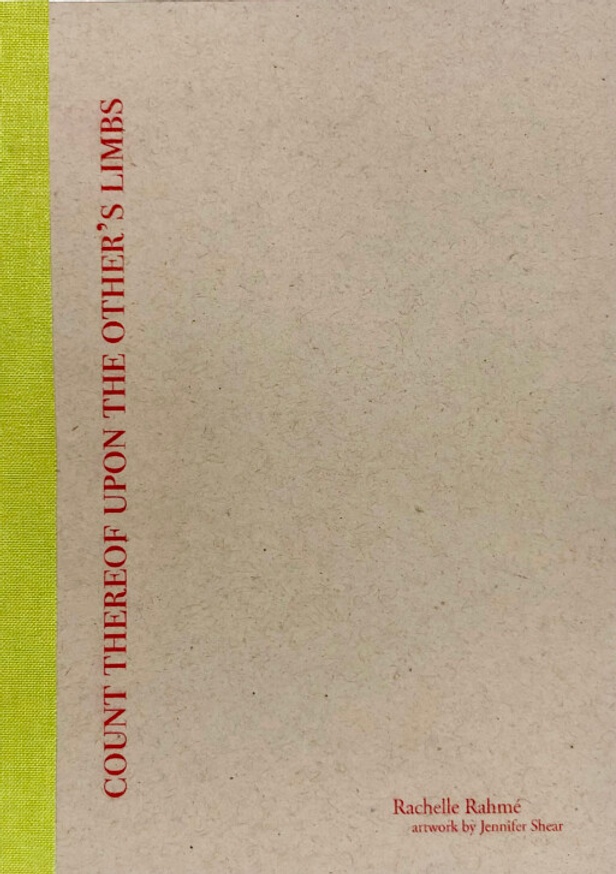 COUNT THEREOF UPON THE OTHER'S LIMBS
Rachelle Rahmé
artwork by Jennifer Shear